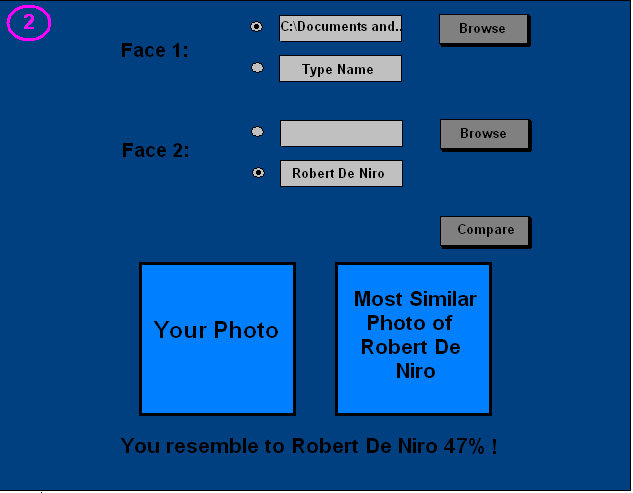 2
Face 1:
C:\Documents and..
Browse
Type Name
Face 2:
Browse
Robert De Niro
Compare
Your Photo
Most Similar
Photo of
Robert De
Niro
You resemble to Robert De Niro 47% !